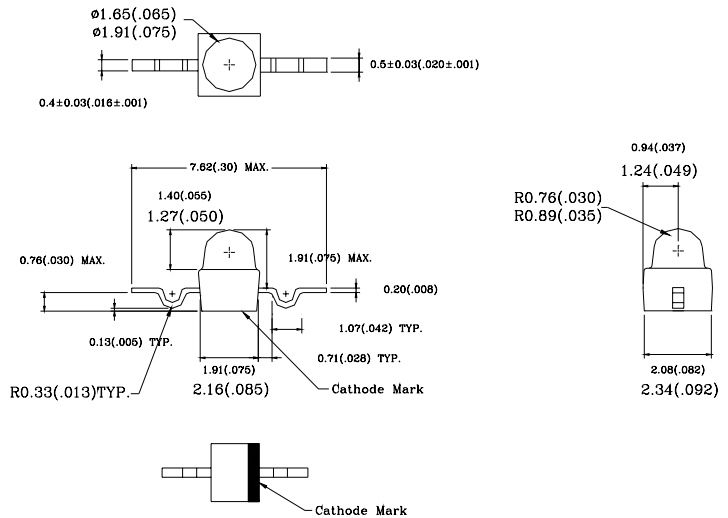 ø1.65(.065)
ø1.91(.075)
0.5±0.03(.020±.001)
0.4±0.03(.016±.001)
0.94(.037)
1.24(.049)
7.62(.30) MAX.
1.40(.055)
1.27(.050)
R0.76(.030)
R0.89(.035)
0.76(.030) MAX.
1.91(.075) MAX.
0.20(.008)
1.07(.042) TYP.
0.13(.005) TYP.
0.71(.028) TYP.
1.91(.075)
2.16(.085)
2.08(.082)
2.34(.092)
R0.33(.013)TYP.
Cathode Mark
Cathode Mark